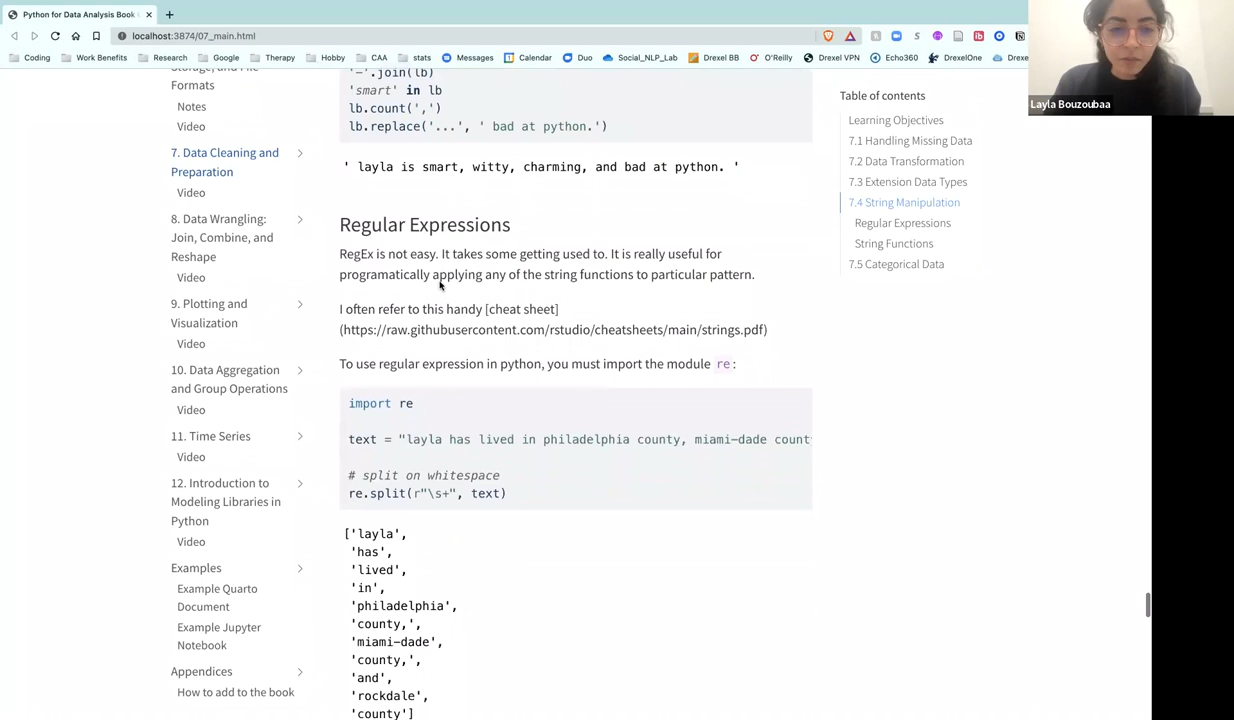 Python for Data Analysis Book
localhost:3874/07_main.html
Coding
Work Benefits
Research
Google
Therapy
Hobby
CAA
stats
Messages
Calendar
Duo
Social_NLP_Lab
Drexel BB
O'Reilly
Drexel VPN
Echo360
DrexelOne
Drexe
Layla Bouzoubaa
Storage, and File
Formats
Notes
Video
7. Data Cleaning and
Preparation
Video
8. Data Wrangling:
Join, Combine, and
Reshape
Video
9. Plotting and
Visualization
Video
10. Data Aggregation
and Group Operations
Video
11. Time Series
Video
12. Introduction to
Modeling Libraries in
Python
Video
Examples
Example Quarto
Document
Example Jupyter
Notebook
Appendices
How to add to the book
'-'.join(lb)
'smart' in lb
lb.count(',')
lb.replace('...', ' bad at python.')
' layla is smart, witty, charming, and bad at python. '
Regular Expressions
RegEx is not easy. It takes some getting used to. It is really useful for
programatically applying any of the string functions to particular pattern.
I often refer to this handy [cheat sheet]
(https://raw.githubusercontent.com/rstudio/cheatsheets/main/strings.pdf)
To use regular expression in python, you must import the module re:
import re
text = "layla has lived in philadelphia county, miami-dade count
# split on whitespace
re.split(r"\s+", text)
['layla',
'has',
'lived',
'in',
'philadelphia',
'county,',
'miami-dade',
'county,',
'and',
'rockdale',
'county']
Table of contents
Learning Objectives
7.1 Handling Missing Data
7.2 Data Transformation
7.3 Extension Data Types
7.4 String Manipulation
Regular Expressions
String Functions
7.5 Categorical Data